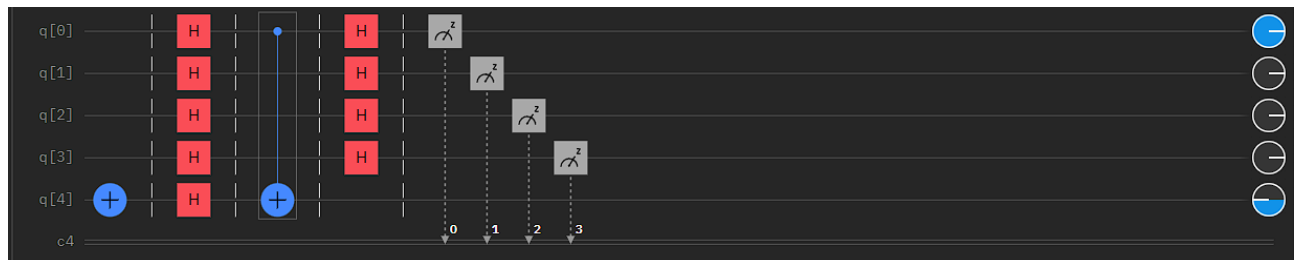 q[0] H H z
q[1] H H z
q[2] H H z
q[3] H H z
q[4] + H +
c4 0 1 2 3